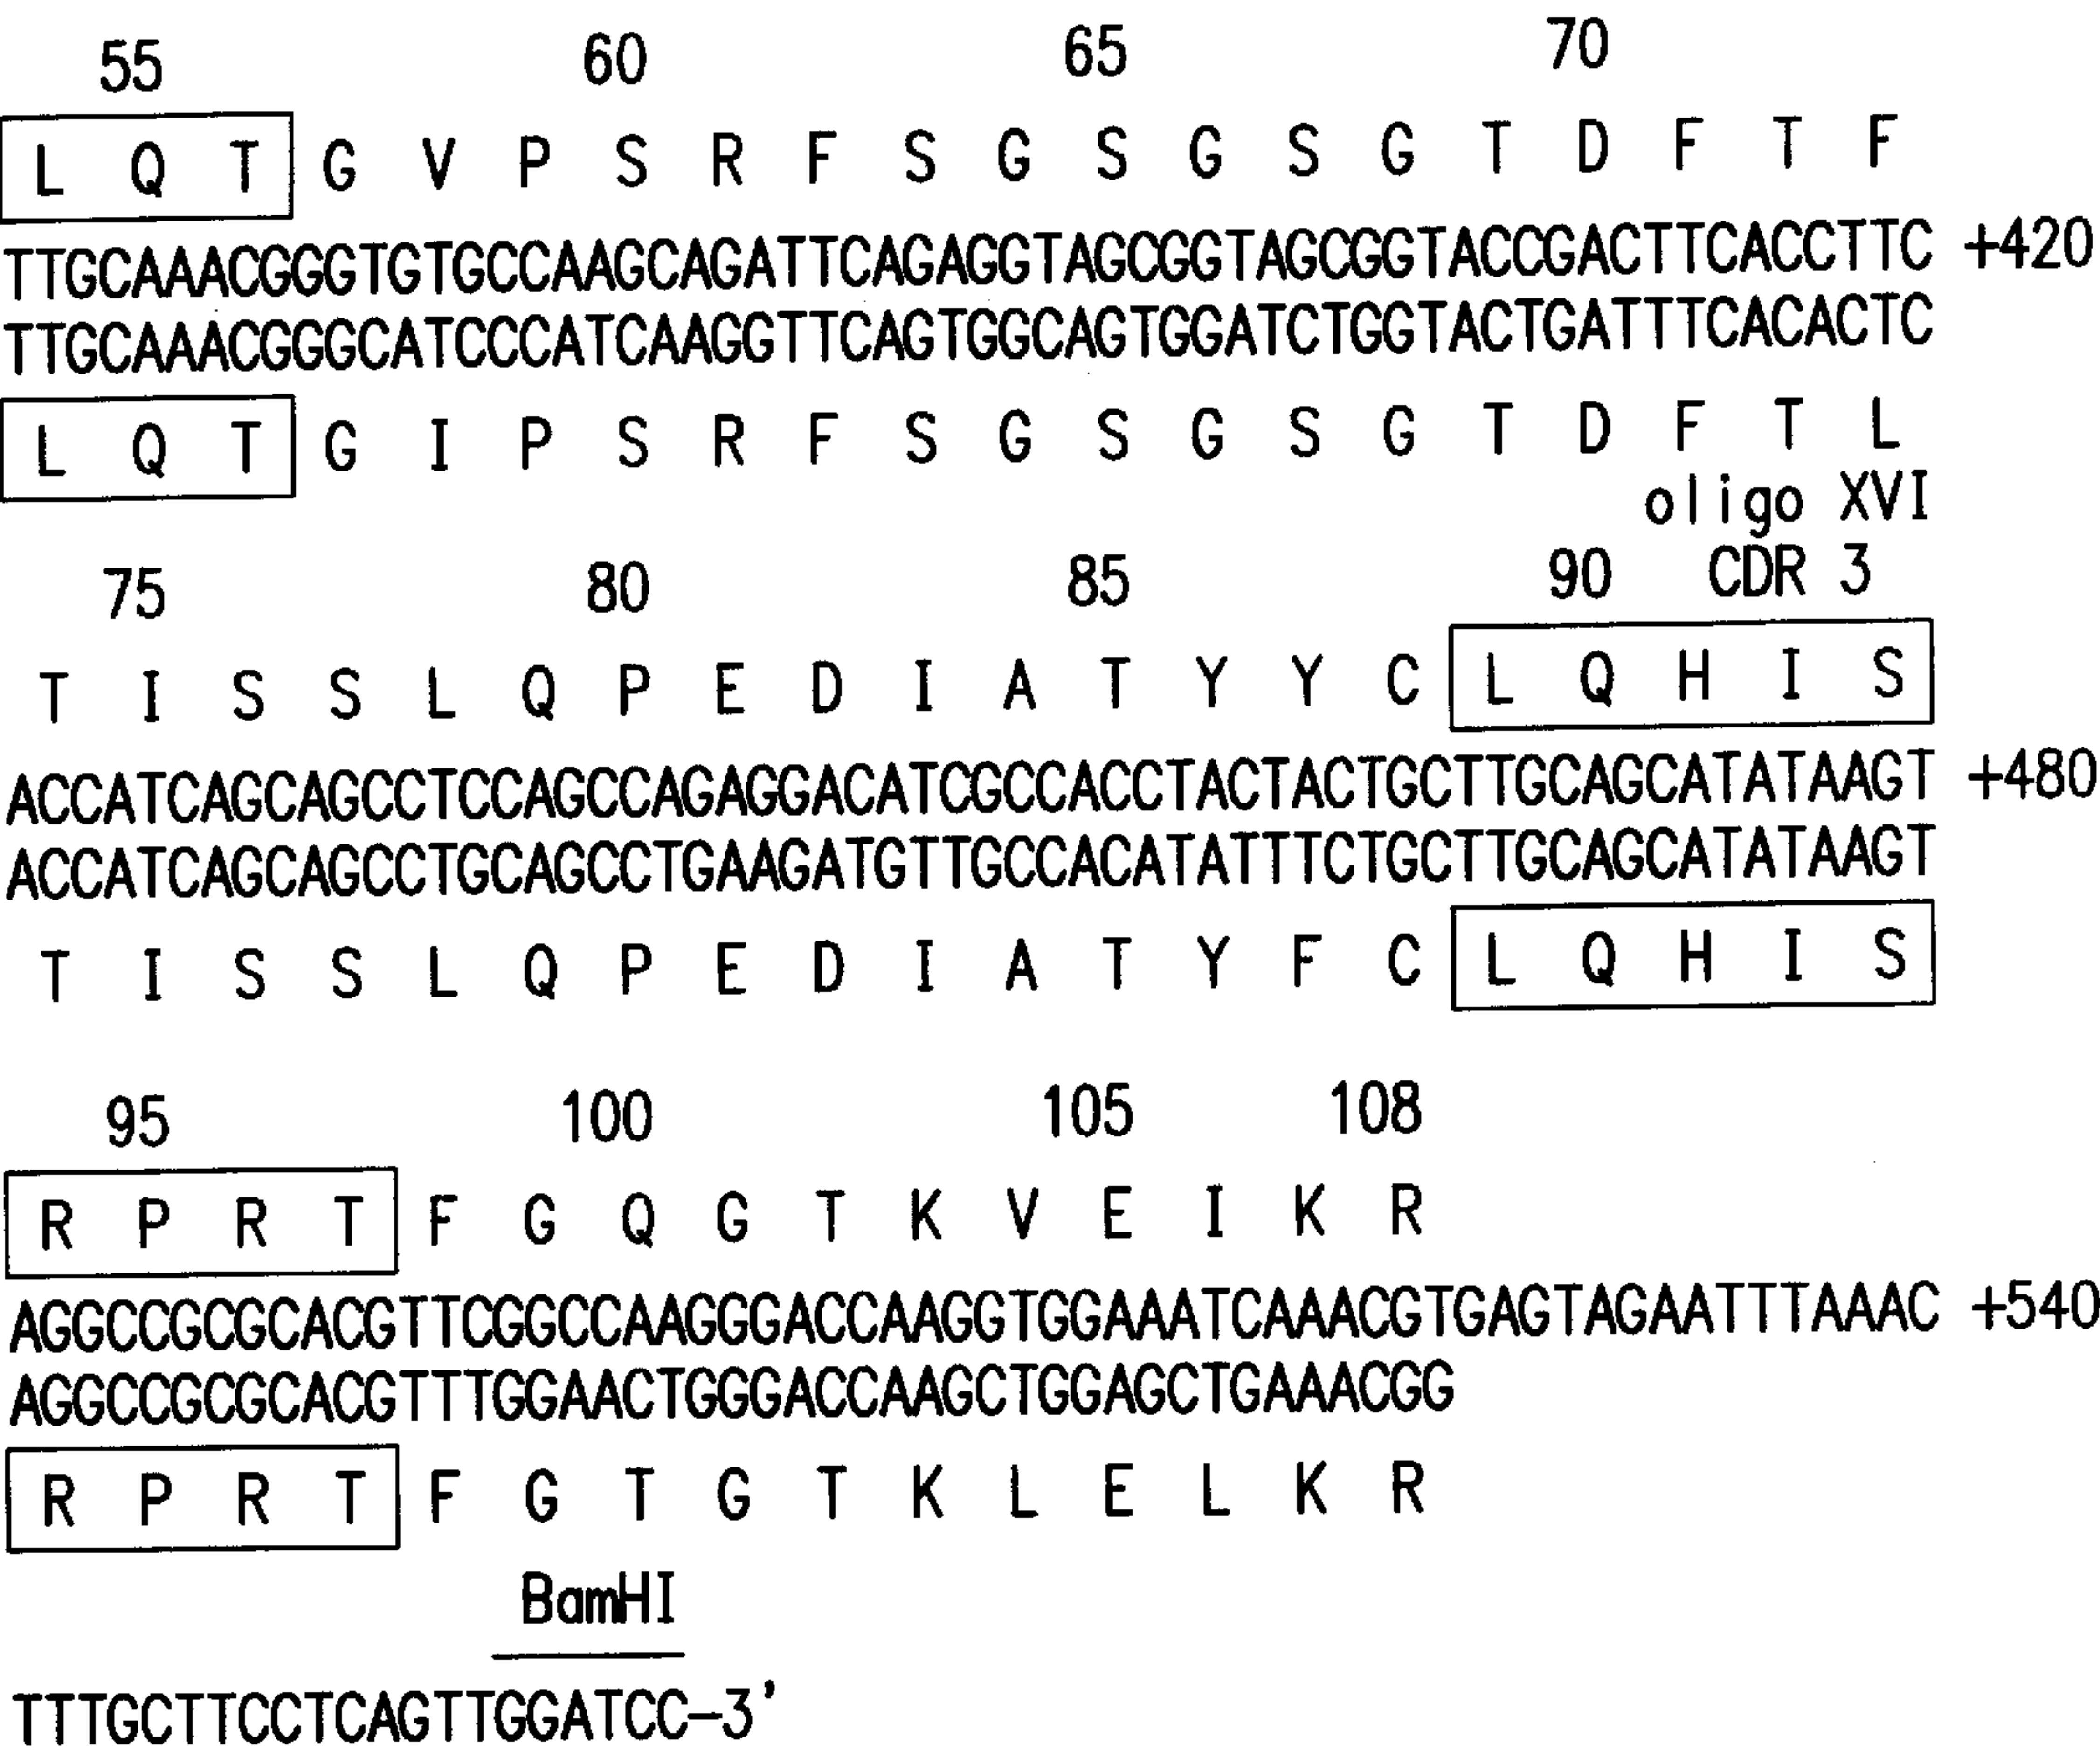 55 60 65 70
L Q T G V P S R F S G S G S G T D F T F
TTGCAAACGGGTGTGCCAAGCAGATTCAGAGGTAGCGGTAGCGGTACCGACTTCACCTTC +420
TTGCAAACGGGCATCCCATCAAGGTTCAGTGGCAGTGGATCTGGTACTGATTTCACACTC
L Q T G I P S R F S G S G S G T D F T L
oligo XVI
75 80 85 90 CDR 3
T I S S L Q P E D I A T Y Y C L Q H I S
ACCATCAGCAGCCTCCAGCCAGAGGACATCGCCACCTACTACTGCTTGCAGCATATAAGT +480
ACCATCAGCAGCCTGCAGCCTGAAGATGTTGCCACATATTTCTGCTTGCAGCATATAAGT
T I S S L Q P E D I A T Y F C L Q H I S
95 100 105 108
R P R T F G Q G T K V E I K R
AGGCCGCGCACGTTCGGCCAAGGGACCAAGGTGGAAATCAAACGTGAGTAGAATTTAAAC +540
AGGCCGCGCACGTTTGGAACTGGGACCAAGCTGGAGCTGAAACGG
R P R T F G T G T K L E L K R
BamHI
TTTGCTTCCTCAGTTGGATCC-3'